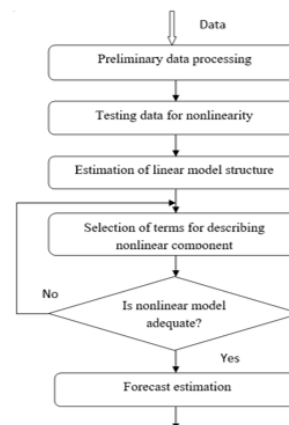 Data
Preliminary data processing
Testing data for nonlinearity
Estimation of linear model structure
Selection of terms for describing
nonlinear component
No
Is nonlinear model
adequate?
Yes
Forecast estimation